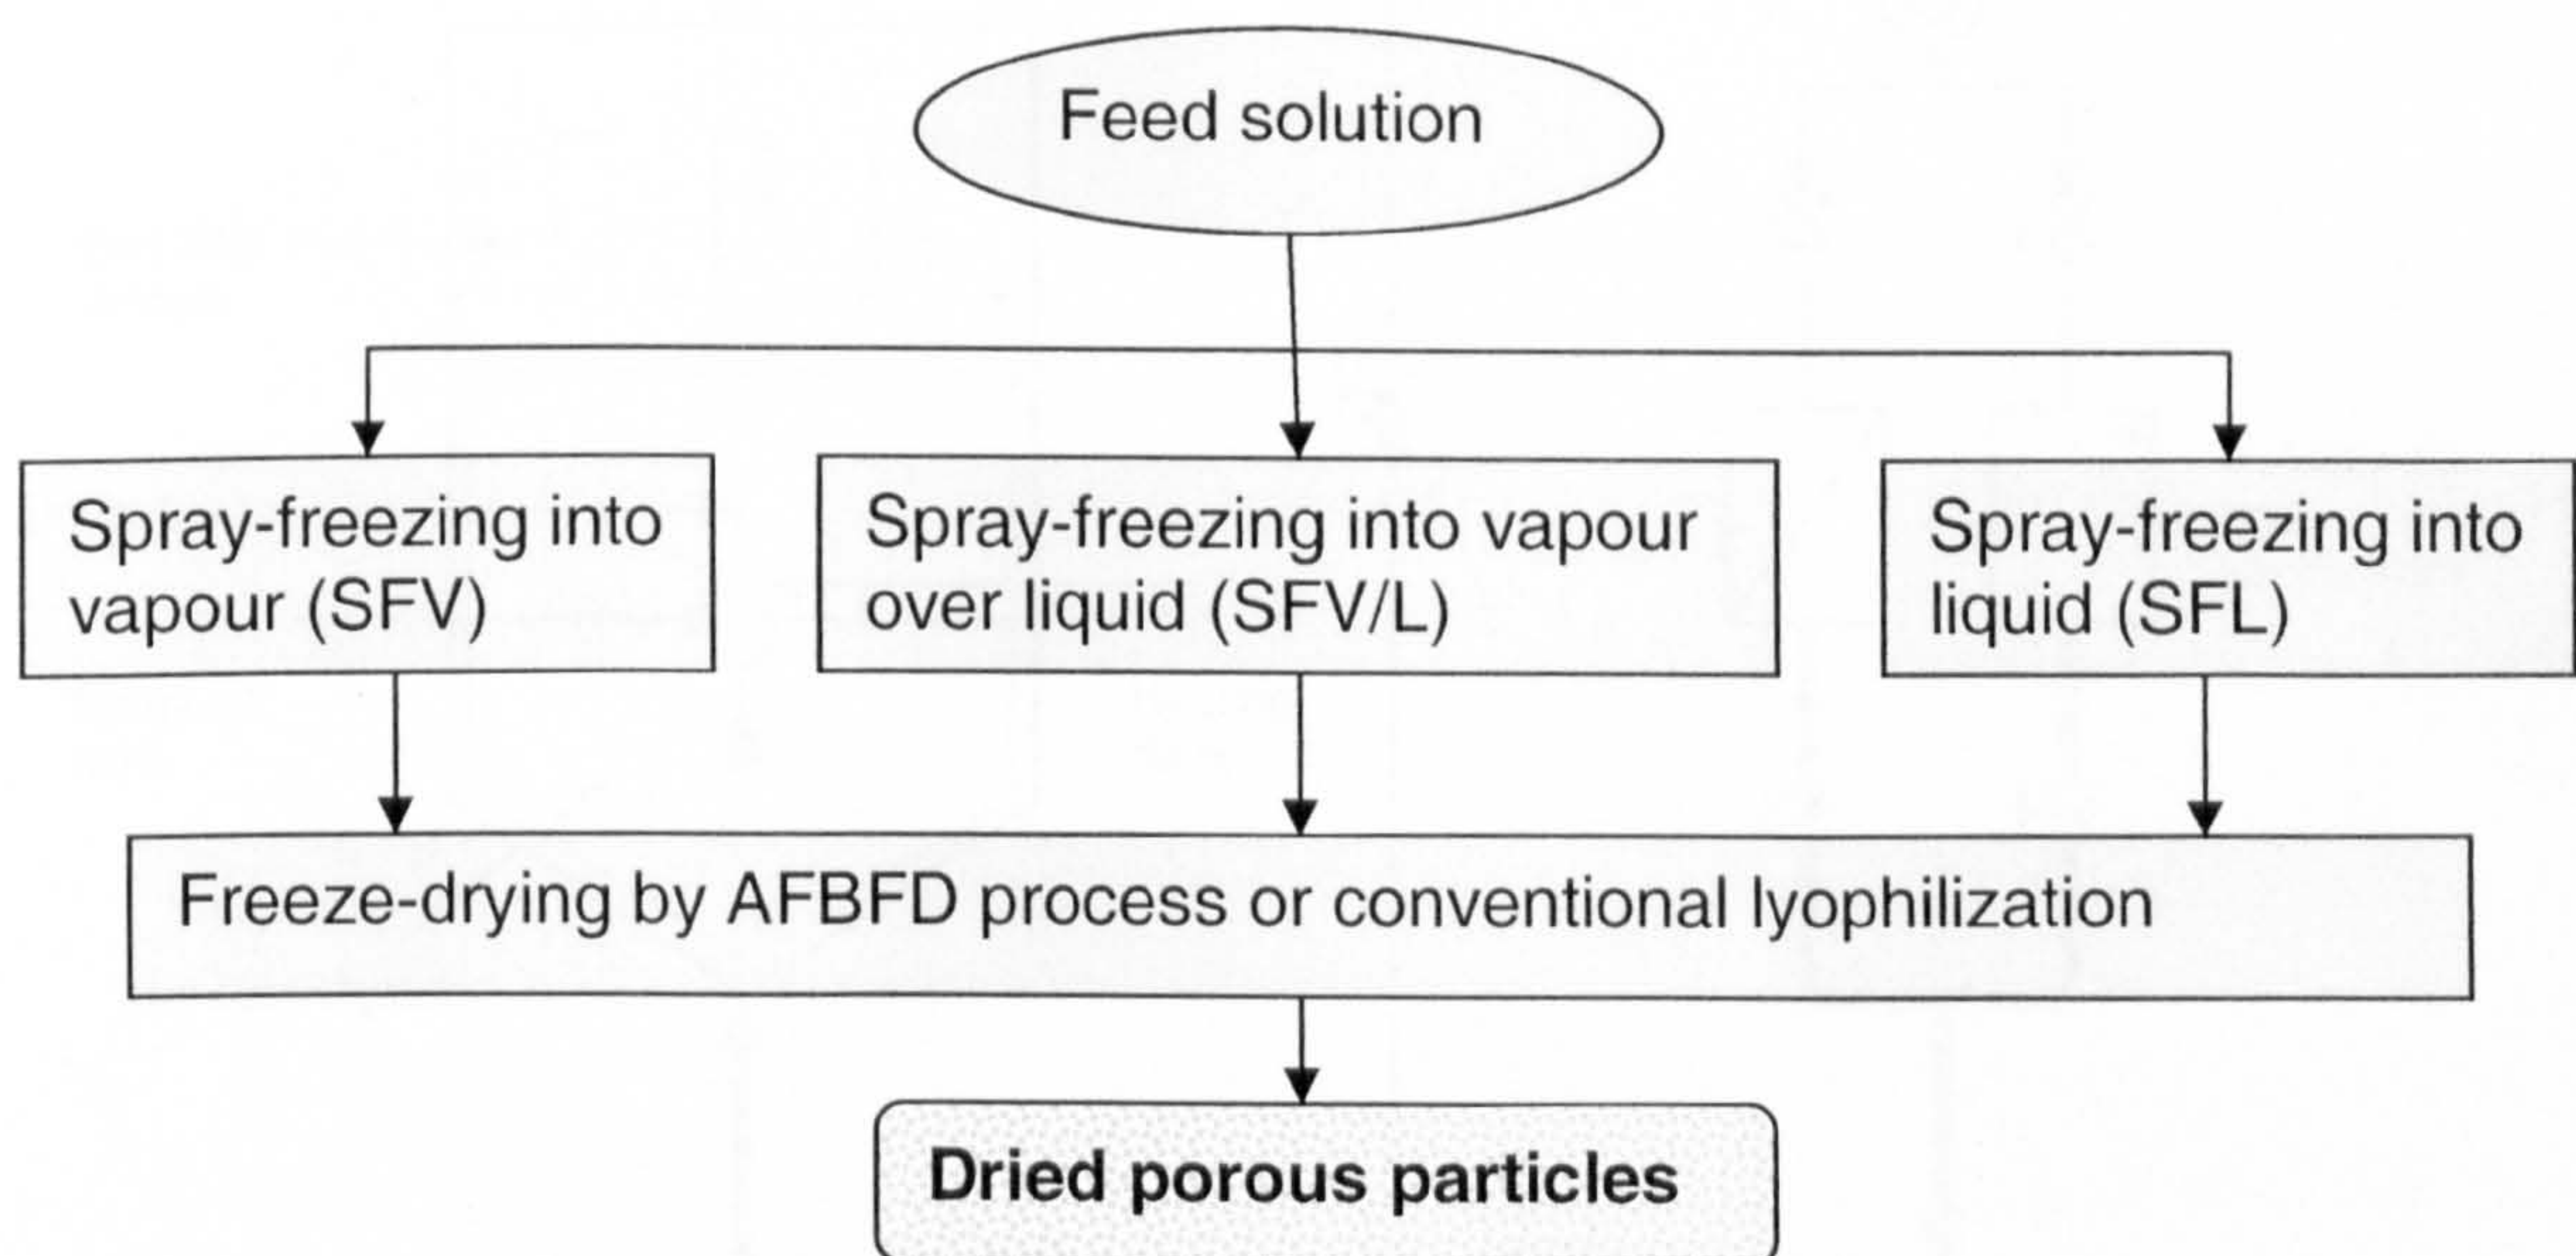 Feed solution
Spray-freezing into
vapour (SFV)
Spray-freezing into vapour
over liquid (SFV/L)
Spray-freezing into
liquid (SFL)
Freeze-drying by AFBFD process or conventional lyophilization
Dried porous particles